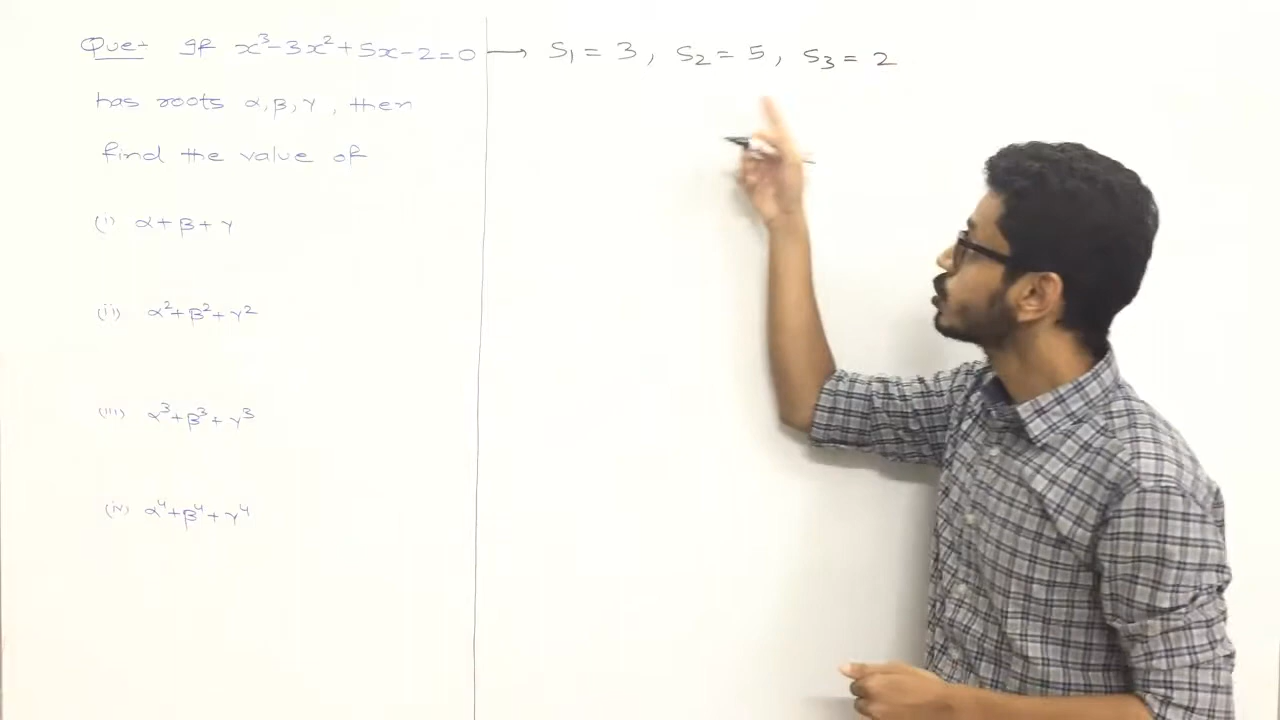 Que:- If x³-3x²+5x-2=0 → S₁ = 3, S₂ = 5, S₃ = 2
has roots α, β, γ, then
find the value of
(i) α+β+γ
(ii) α²+β²+γ²
(iii) α³+β³+γ³
(iv) α⁴+β⁴+γ⁴